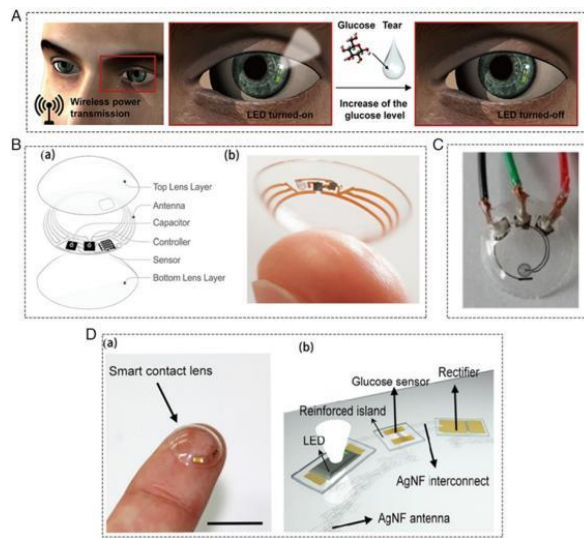 A
Wireless power
transmission
LED turned-on
Glucose
Tear
Increase of the
glucose level
LED turned-off
B
(a)
Top Lens Layer
Antenna
Capacitor
Controller
Sensor
Bottom Lens Layer
(b)
C
D
(a)
Smart contact lens
(b)
Rectifier
Glucose sensor
Reinforced island
LED
AgNF interconnect
AgNF antenna